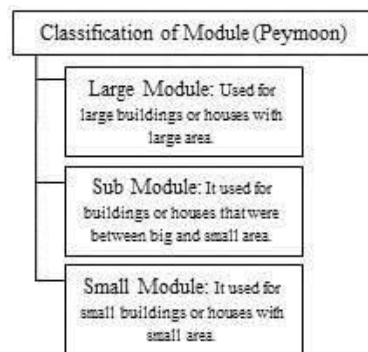 Classification of Module (Peymoon)
Large Module: Used for
large buildings or houses with
large area.
Sub Module: It used for
buildings or houses that were
between big and small area.
Small Module: It used for
small buildings or houses with
small area.